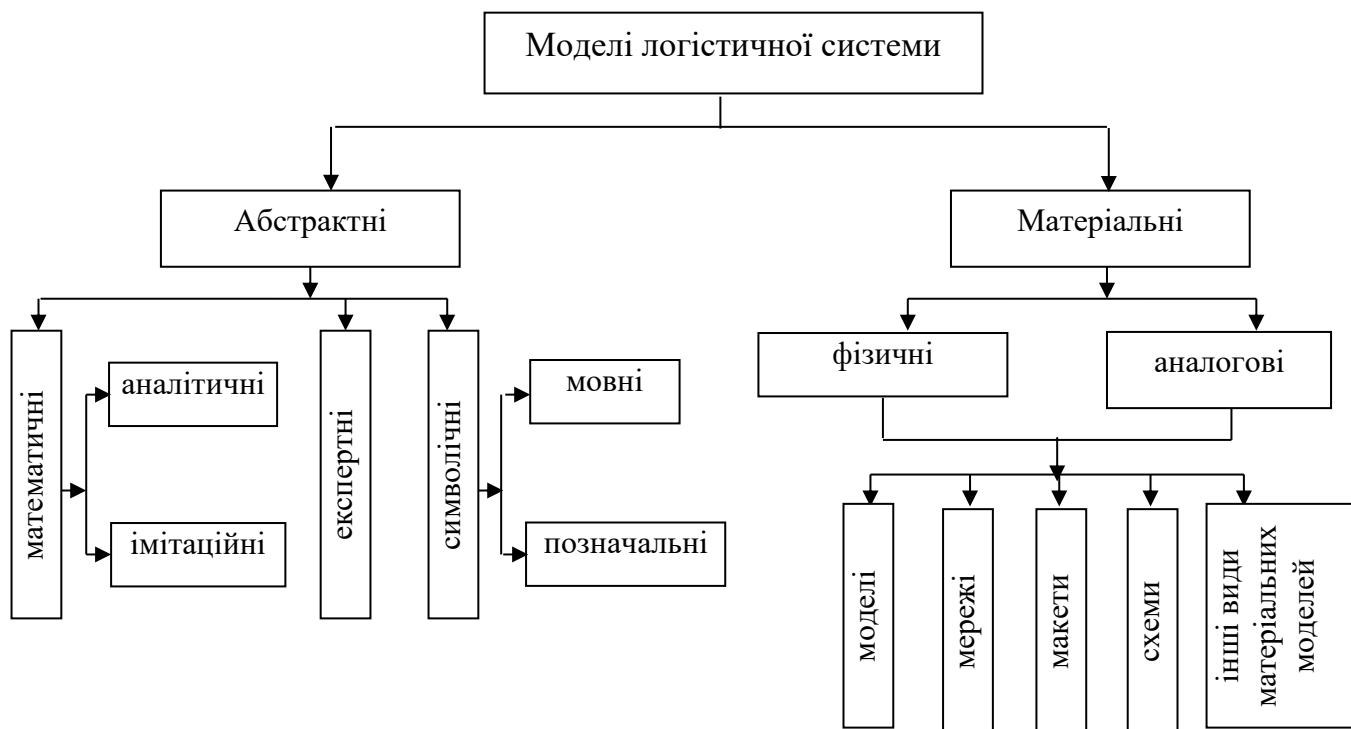 Моделі логістичної системи
Абстрактні
Матеріальні
математичні
аналітичні
імітаційні
експертні
символічні
мовні
позначальні
фізичні
аналогові
моделі
мережі
макети
схеми
інші види
матеріальних
моделей